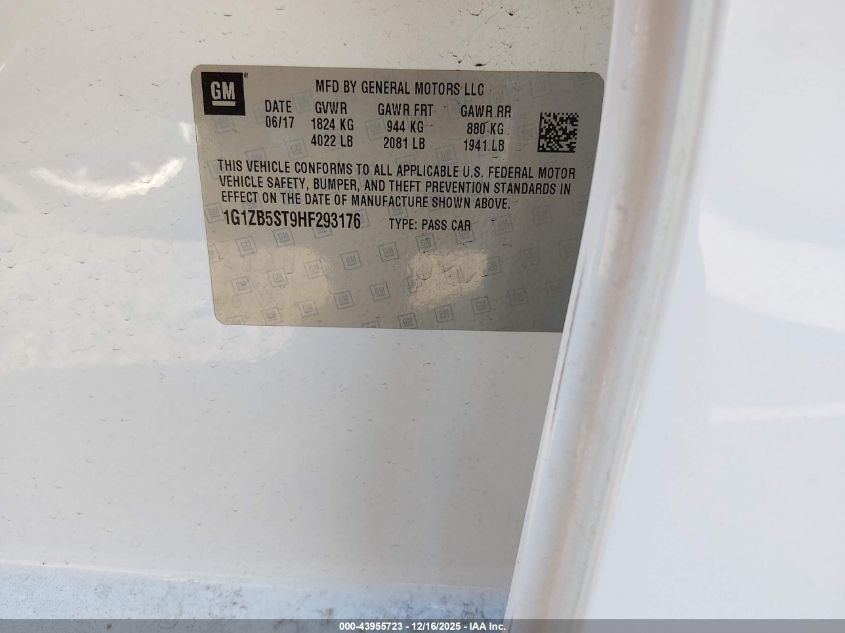 GM
MFD BY GENERAL MOTORS LLC
DATE GVWR GAWR FRT GAWR RR
06/17 1824 KG 944 KG 880 KG
4022 LB 2081 LB 1941 LB
THIS VEHICLE CONFORMS TO ALL APPLICABLE U.S. FEDERAL MOTOR
VEHICLE SAFETY, BUMPER, AND THEFT PREVENTION STANDARDS IN
EFFECT ON THE DATE OF MANUFACTURE SHOWN ABOVE.
1G1ZB5ST9HF293176 TYPE: PASS CAR
000-43955723 - 12/16/2025 - IAA Inc.